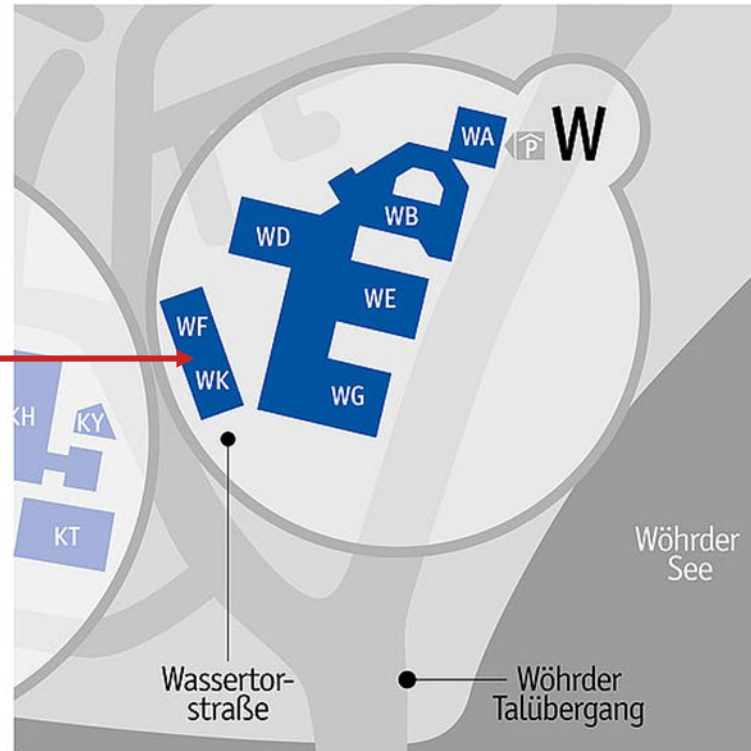 WA
P
W
WB
WD
WE
WF
WK
WG
KH
KY
KT
Wöhrder
See
Wassertor-
straße
Wöhrder
Talübergang